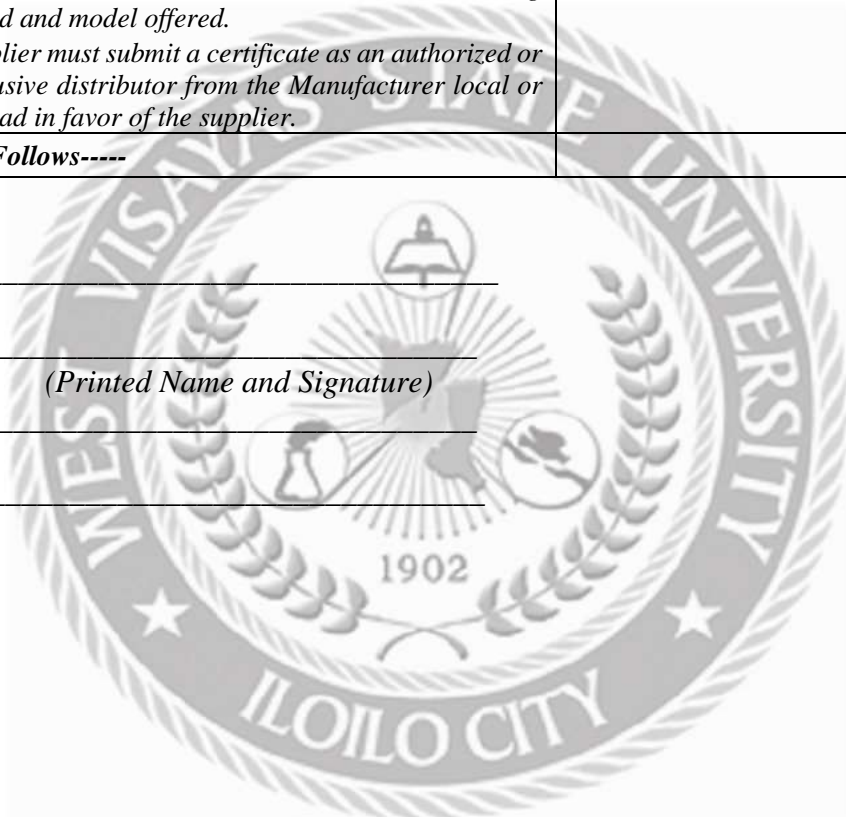 d and model offered.
plier must submit a certificate as an authorized or
usive distributor from the Manufacturer local or
ad in favor of the supplier.
Follows-----
(Printed Name and Signature)
WEST VISAYAS STATE UNIVERSITY
1902
ILOILO CITY